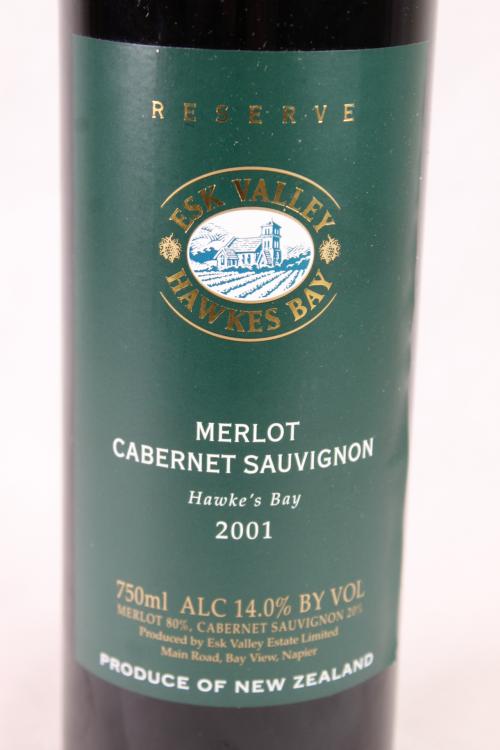 RESERVE
ESK VALLEY
HAWKES BAY
MERLOT
CABERNET SAUVIGNON
Hawke's Bay
2001
750ml ALC 14.0% BY VOL
MERLOT 80%, CABERNET SAUVIGNON 20%
Produced by Esk Valley Estate Limited
Main Road, Bay View, Napier
PRODUCE OF NEW ZEALAND